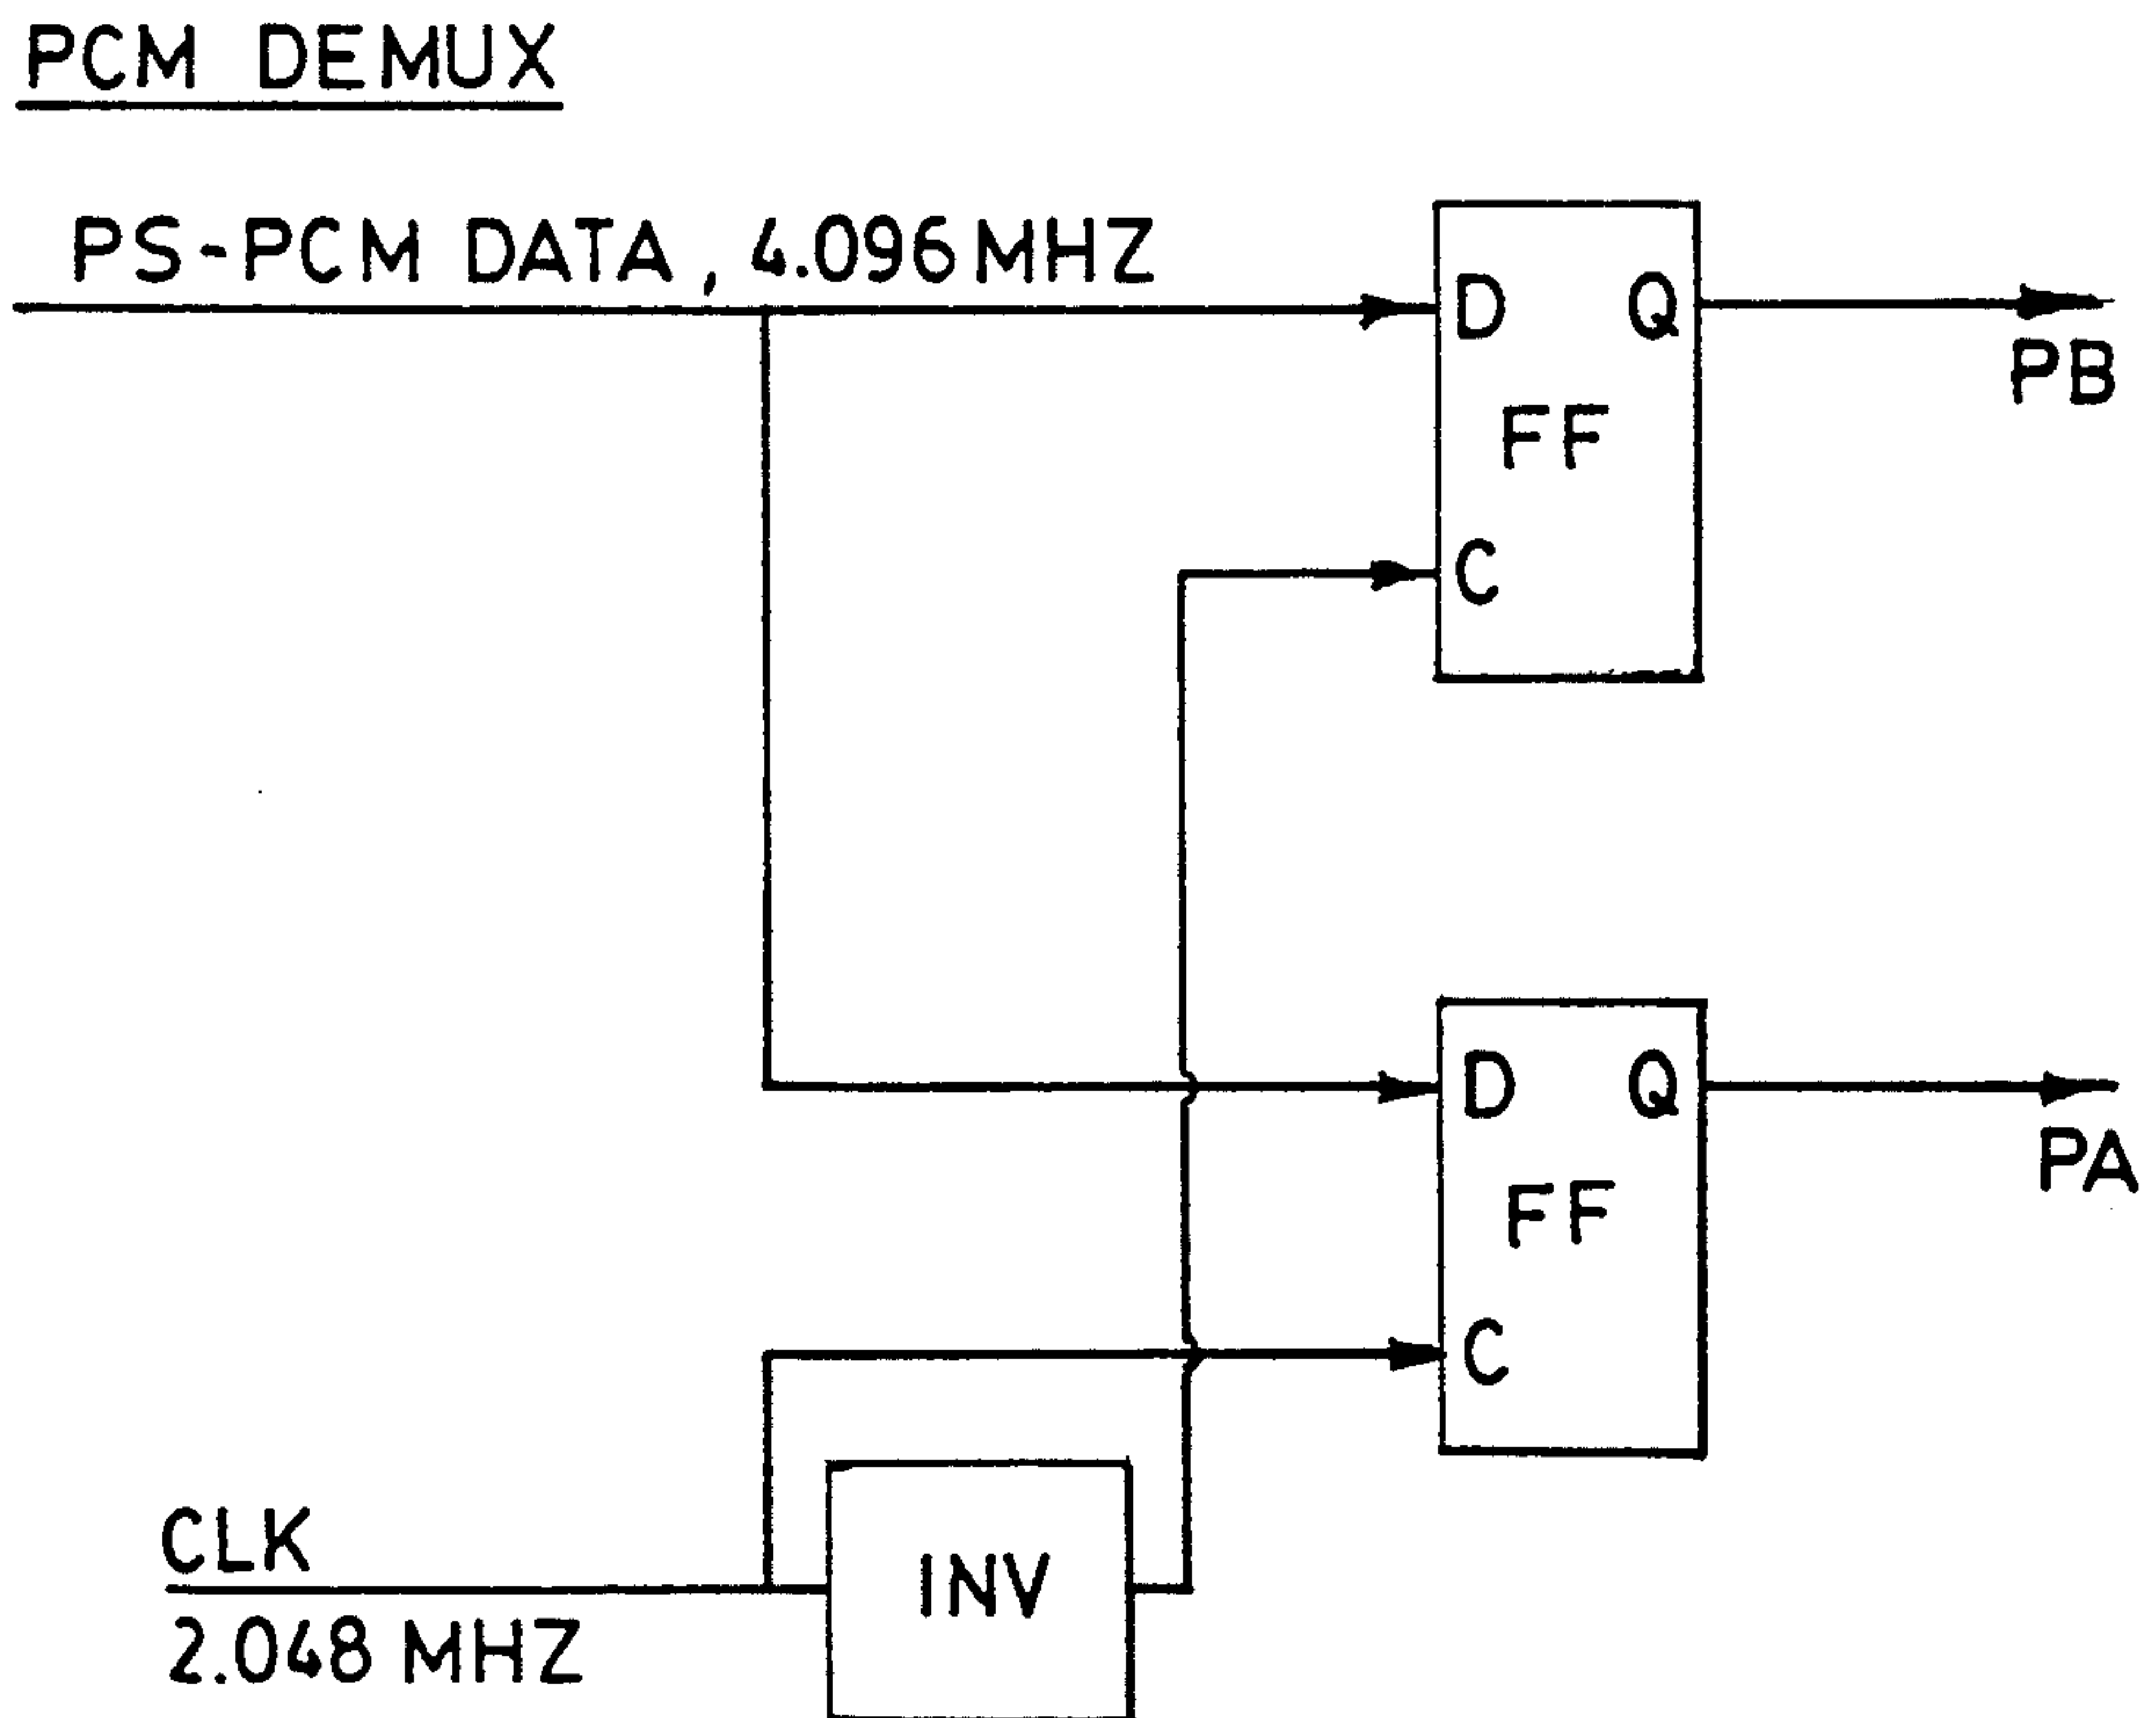 PCM DEMUX
PS-PCM DATA, 4.096 MHZ
D Q
PB
FF
C
D Q
PA
FF
C
CLK
INV
2.048 MHZ